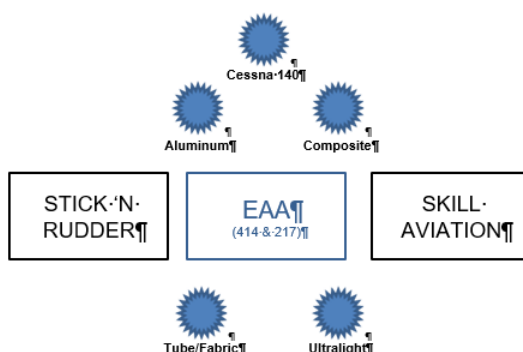 Cessna·140¶
Aluminum¶
Composite¶
STICK·‘N·
RUDDER¶
EAA¶
(414·&·217)¶
SKILL·
AVIATION¶
Tube/Fabric¶
Ultralight¶